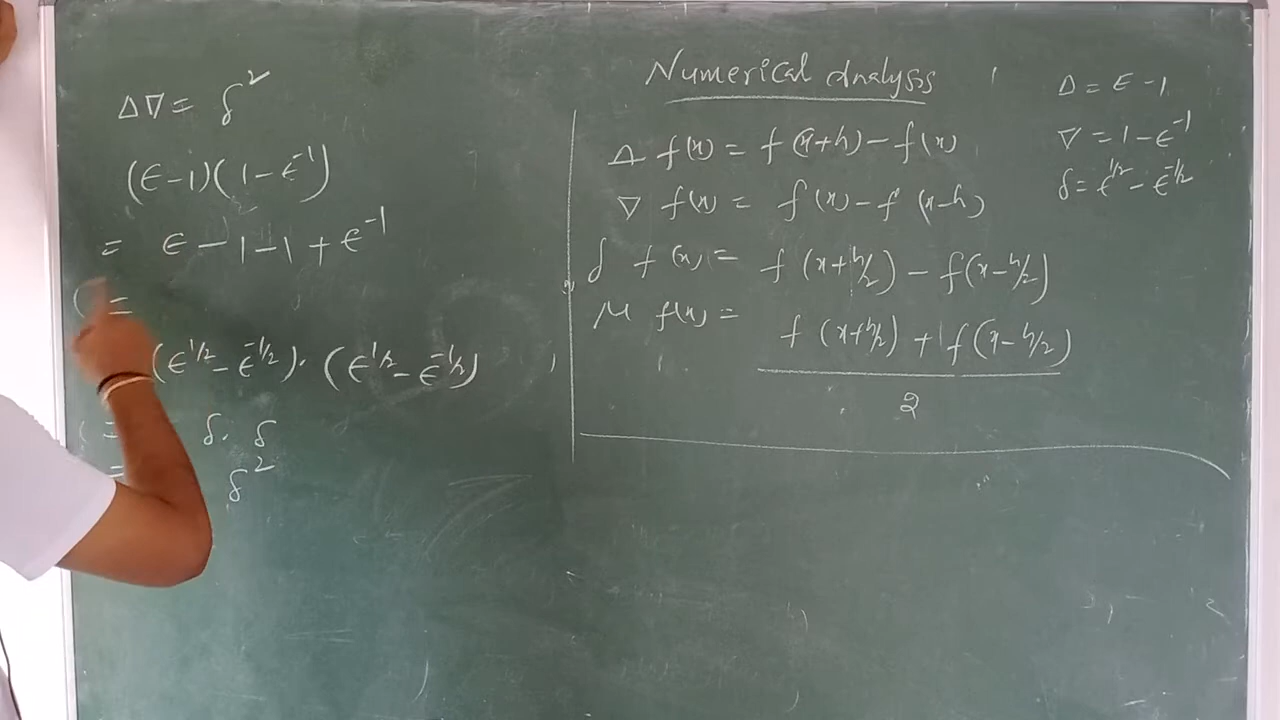 Δ∇ = δ²
(E-1)(1-E⁻¹)
= E-1-1+E⁻¹
( =
(E^1/2 - E^-1/2) · (E^1/2 - E^-1/2)
( = δ. δ
= δ²
Numerical Analysis
Δ f(x) = f(x+h) - f(x)
∇ f(x) = f(x) - f(x-h)
δ f(x) = f(x+h/2) - f(x-h/2)
μ f(x) = f(x+h/2) + f(x-h/2)
2
Δ = E-1
∇ = 1-E⁻¹
δ = E^1/2 - E^-1/2